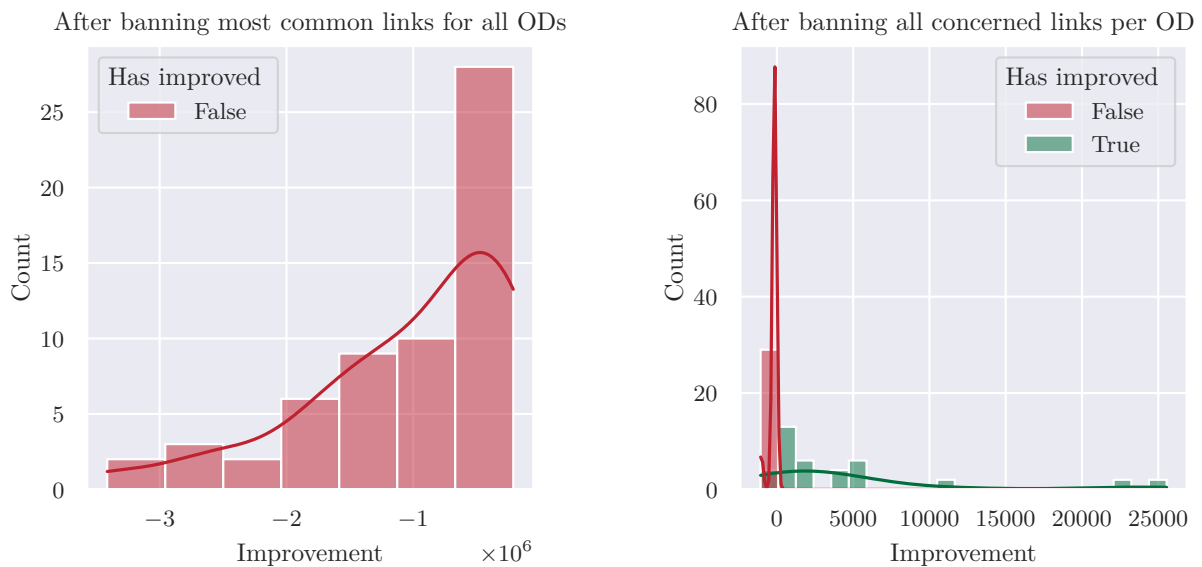 After banning most common links for all ODs
Has improved
False
Count
25
20
15
10
5
0
−3
−2
−1
Improvement
×10⁶
After banning all concerned links per OD
Has improved
False
True
Count
80
60
40
20
0
0
5000
10000
15000
20000
25000
Improvement